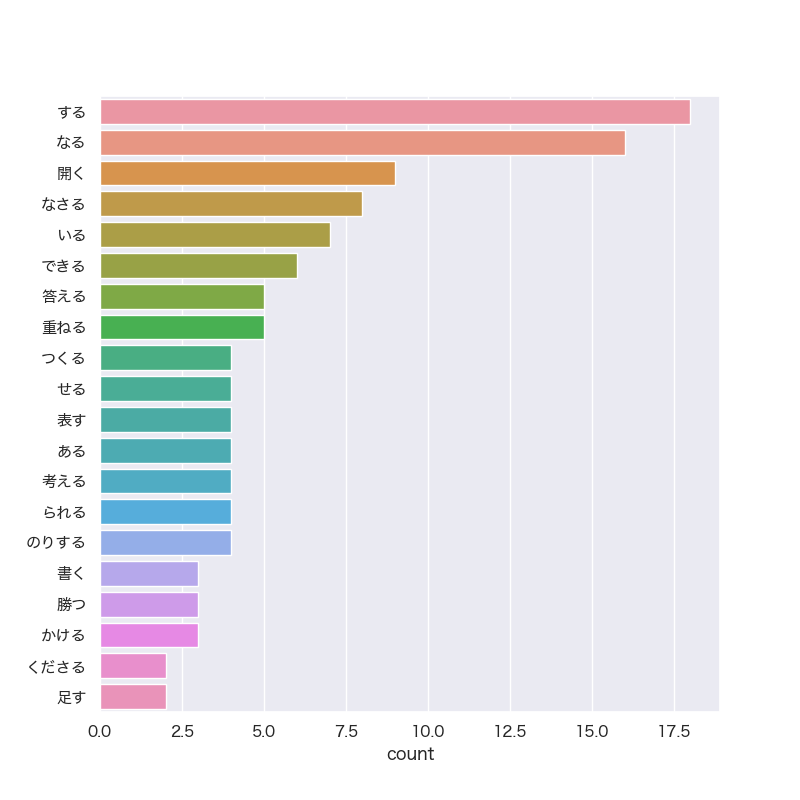 する
なる
開く
なさる
いる
できる
答える
重ねる
つくる
せる
表す
ある
考える
られる
のりする
書く
勝つ
かける
くださる
足す
0.0 2.5 5.0 7.5 10.0 12.5 15.0 17.5
count